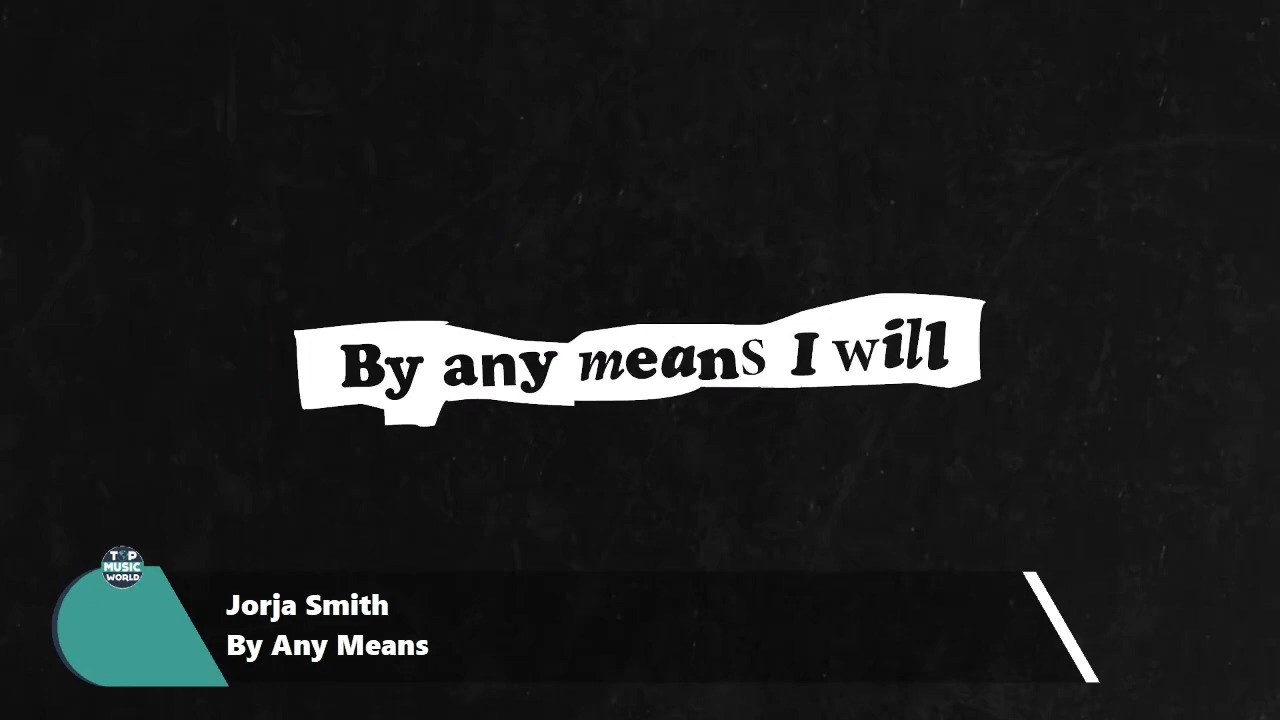 By any means I will
TOP
MUSIC
WORLD
Jorja Smith
By Any Means